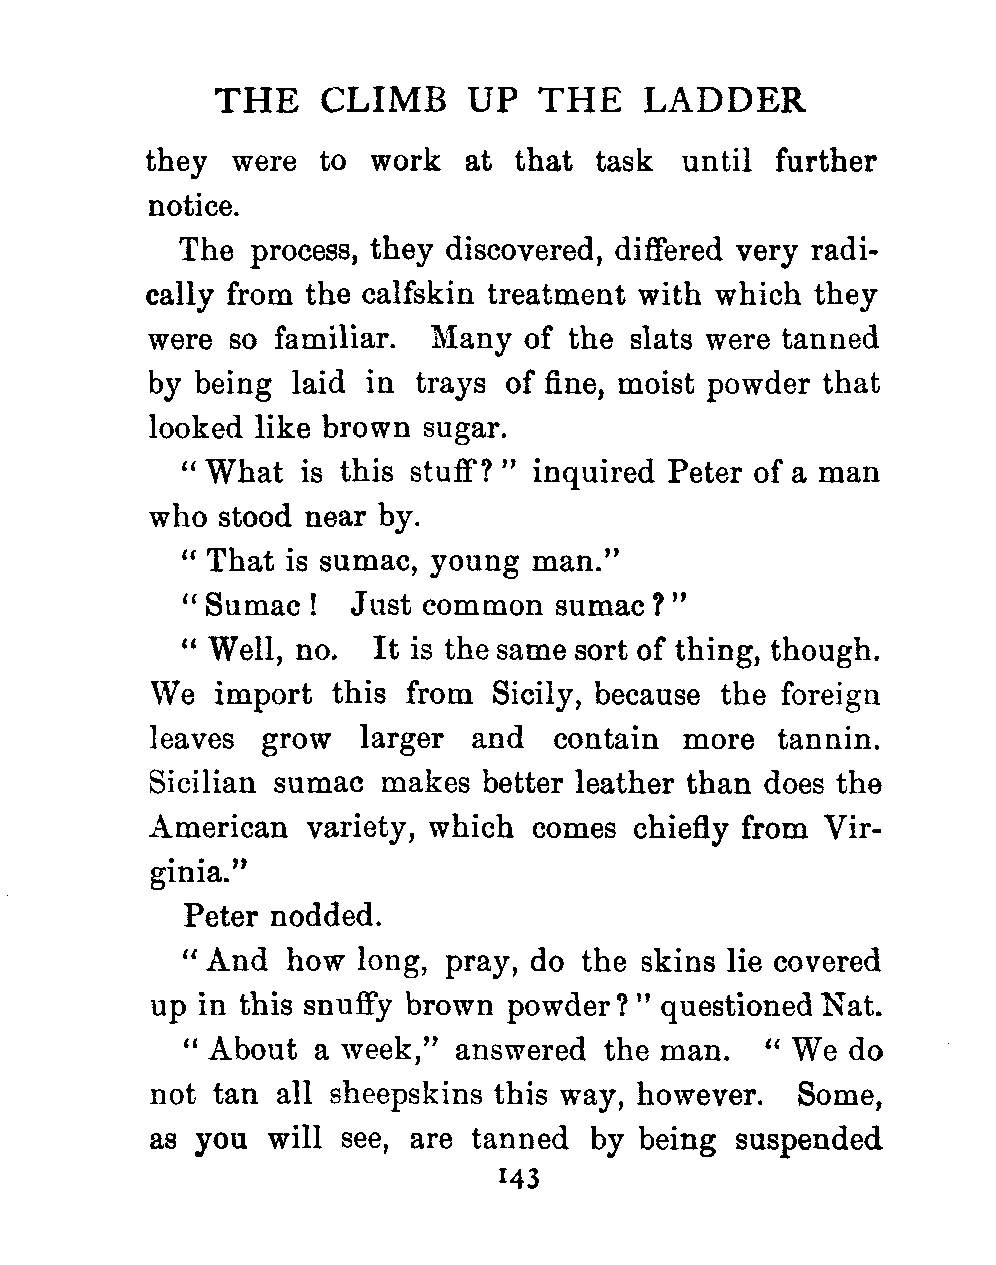 THE CLIMB UP THE LADDER
they were to work at that task until further
notice.
The process, they discovered, differed very radi-
cally from the calfskin treatment with which they
were so familiar. Many of the slats were tanned
by being laid in trays of fine, moist powder that
looked like brown sugar.
“What is this stuff?” inquired Peter of a man
who stood near by.
“That is sumac, young man.”
“Sumac! Just common sumac?”
“Well, no. It is the same sort of thing, though.
We import this from Sicily, because the foreign
leaves grow larger and contain more tannin.
Sicilian sumac makes better leather than does the
American variety, which comes chiefly from Vir-
ginia.”
Peter nodded.
“And how long, pray, do the skins lie covered
up in this snuffy brown powder?” questioned Nat.
“About a week,” answered the man. “We do
not tan all sheepskins this way, however. Some,
as you will see, are tanned by being suspended
143